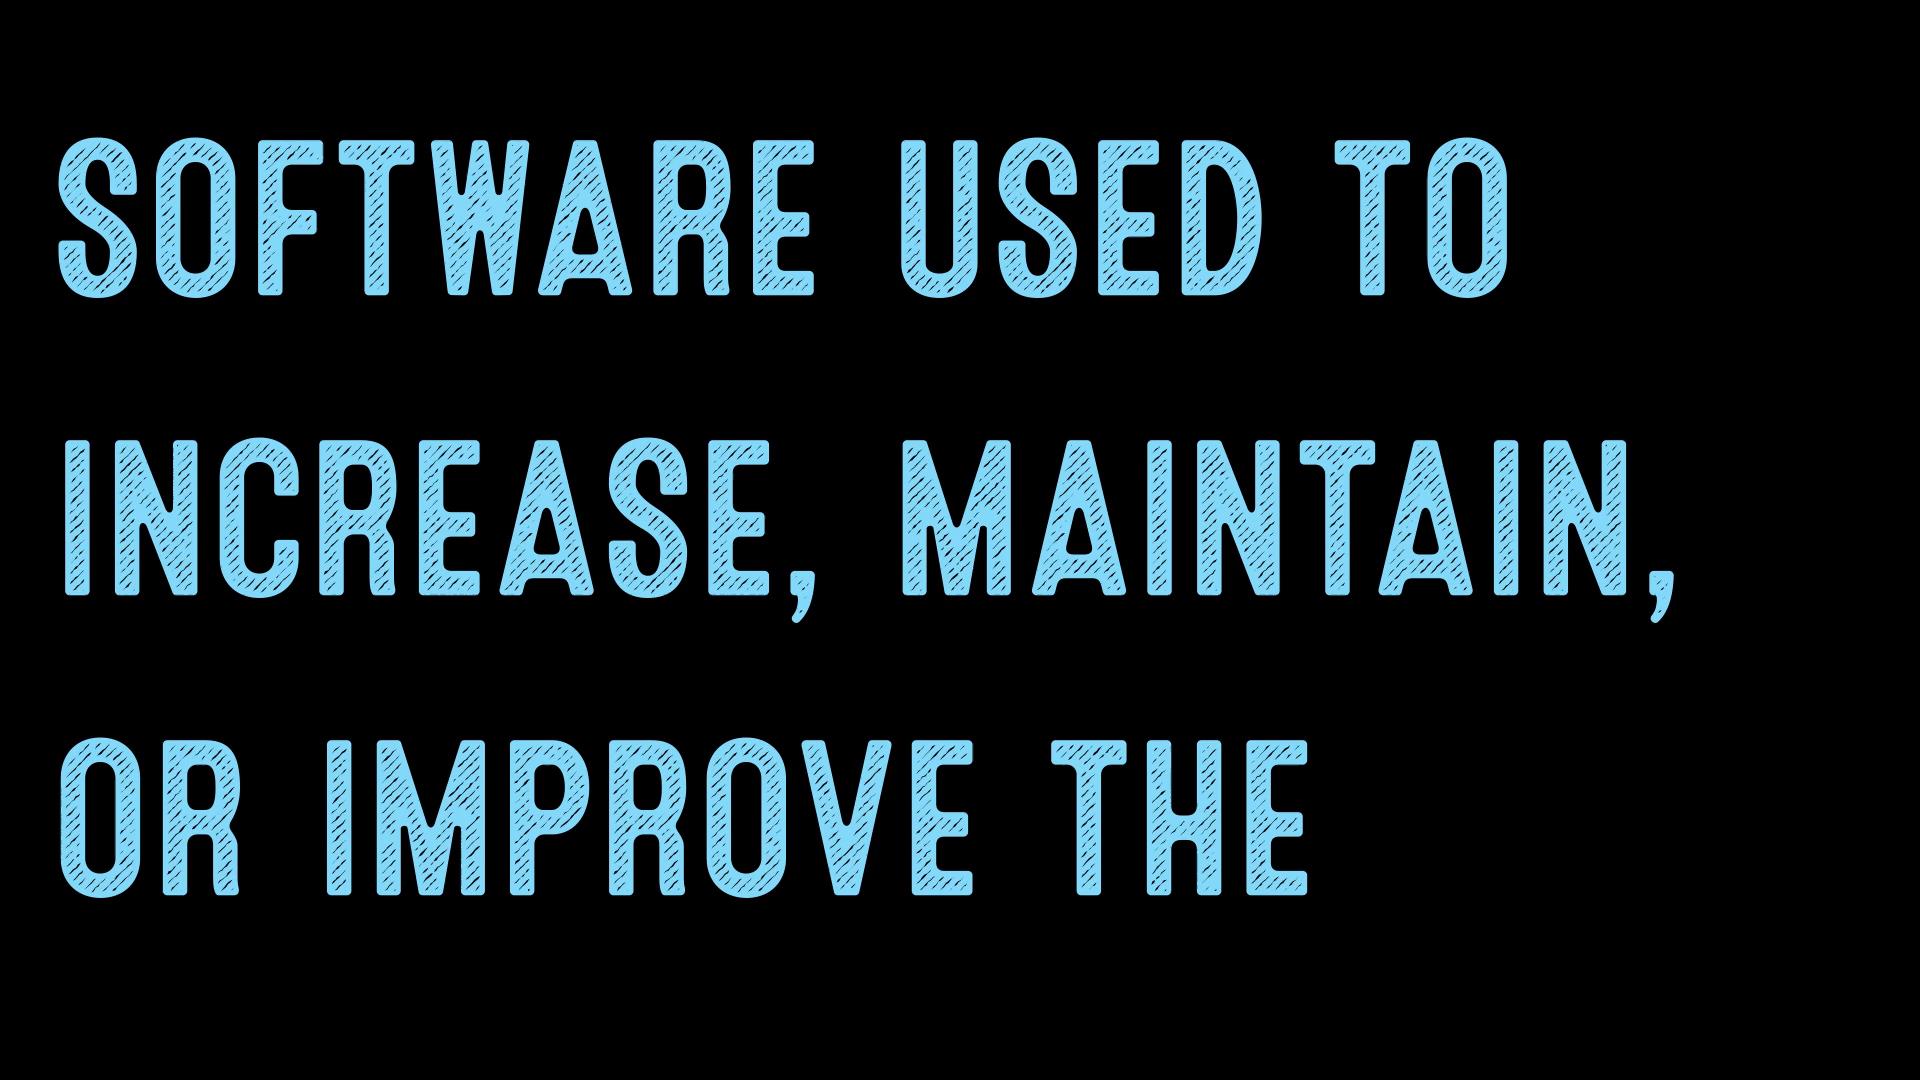 SOFTWARE USED TO
INCREASE, MAINTAIN,
OR IMPROVE THE